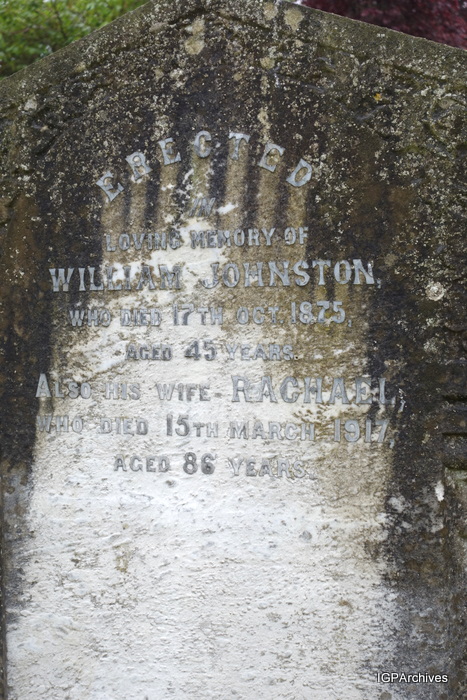 ERECTED
IN
LOVING MEMORY OF
WILLIAM JOHNSTON,
WHO DIED 17TH OCT. 1875,
AGED 45 YEARS.
ALSO HIS WIFE RACHAEL,
WHO DIED 15TH MARCH 1917,
AGED 86 YEARS.
IGPArchives